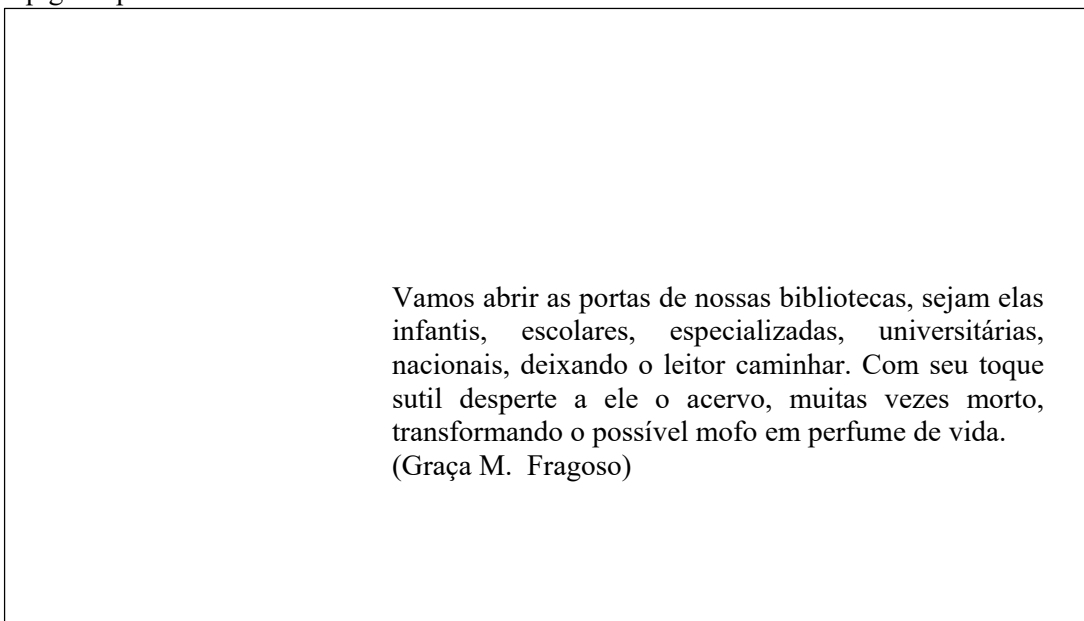 Vamos abrir as portas de nossas bibliotecas, sejam elas
infantis, escolares, especializadas, universitárias,
nacionais, deixando o leitor caminhar. Com seu toque
sutil desperte a ele o acervo, muitas vezes morto,
transformando o possível mofo em perfume de vida.
(Graça M. Fragoso)